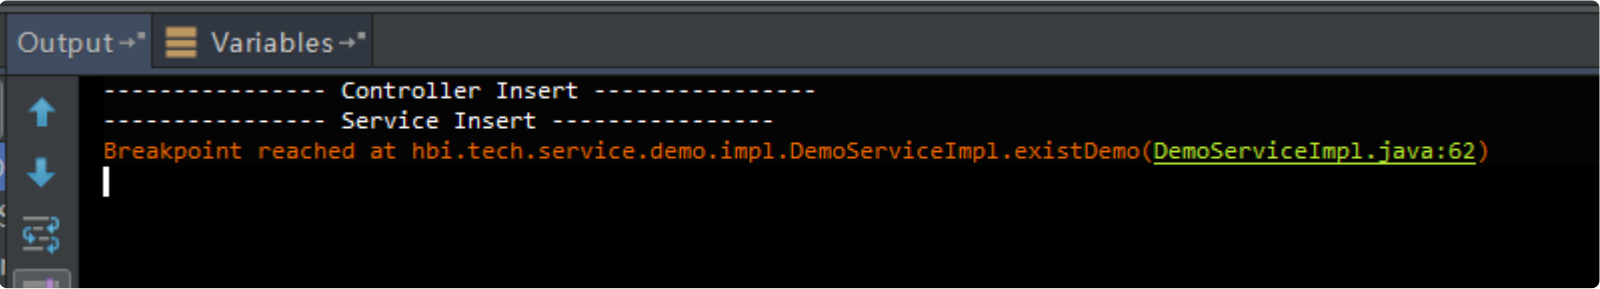 Output Variables
---------------- Controller Insert ----------------
---------------- Service Insert ----------------
Breakpoint reached at hbi.tech.service.demo.impl.DemoServiceImpl.existDemo(DemoServiceImpl.java:62)